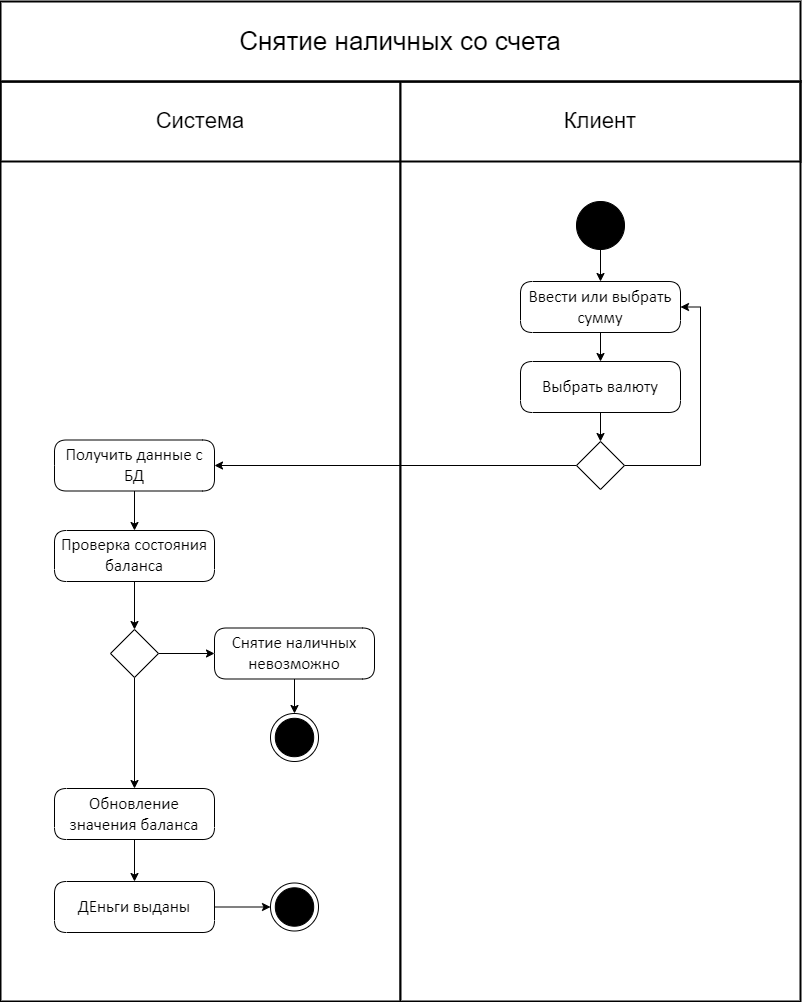 Снятие наличных со счета
Система
Клиент
Ввести или выбрать
сумму
Выбрать валюту
Получить данные с
БД
Проверка состояния
баланса
Снятие наличных
невозможно
Обновление
значения баланса
ДЕньги выданы